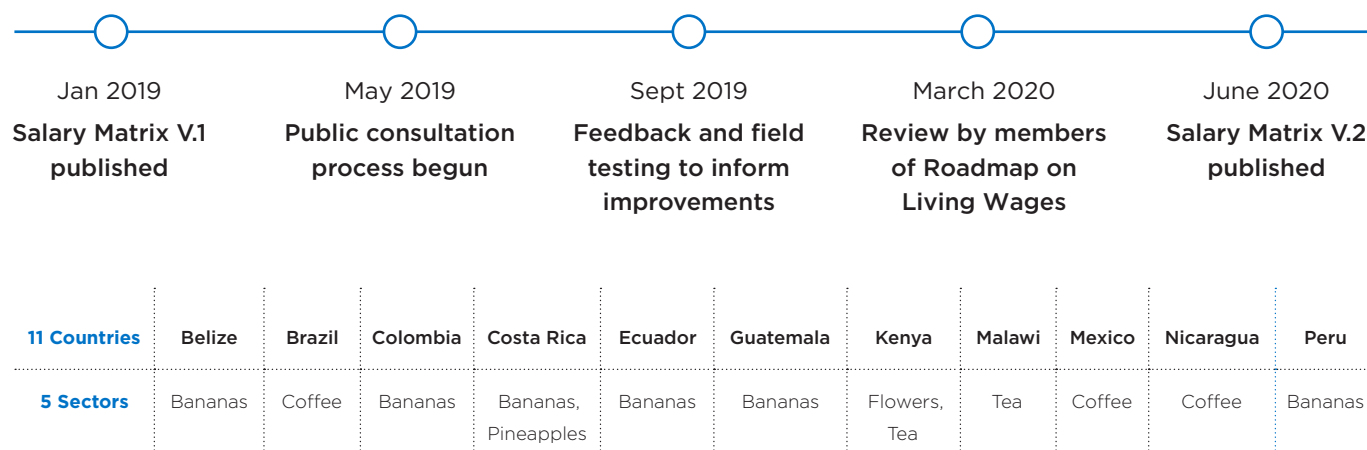 Jan 2019
Salary Matrix V.1
published
May 2019
Public consultation
process begun
Sept 2019
Feedback and field
testing to inform
improvements
March 2020
Review by members
of Roadmap on
Living Wages
June 2020
Salary Matrix V.2
published
11 Countries Belize Brazil Colombia Costa Rica Ecuador Guatemala Kenya Malawi Mexico Nicaragua Peru
5 Sectors Bananas Coffee Bananas Bananas, Bananas Bananas Flowers, Tea Coffee Coffee Bananas
Pineapples Tea